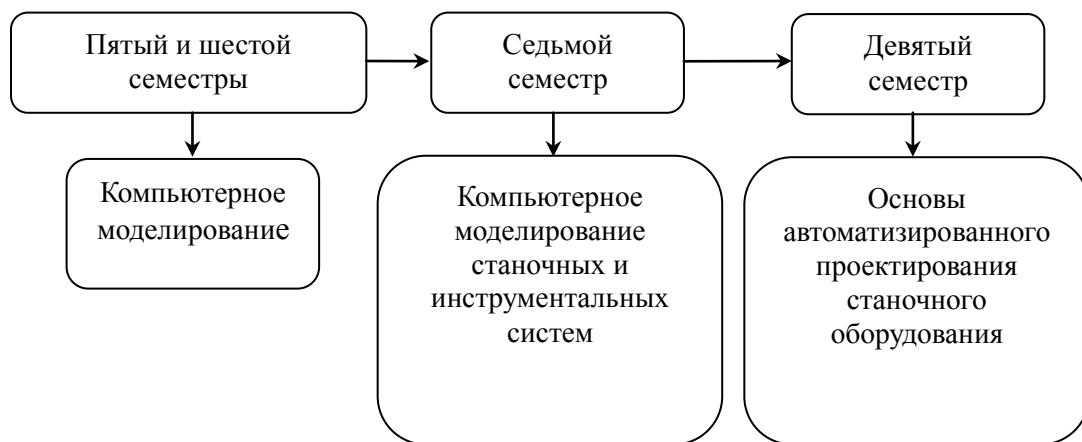 Пятый и шестой
семестры
Седьмой
семестр
Девятый
семестр
Компьютерное
моделирование
Компьютерное
моделирование
станочных и
инструментальных
систем
Основы
автоматизированного
проектирования
станочного
оборудования